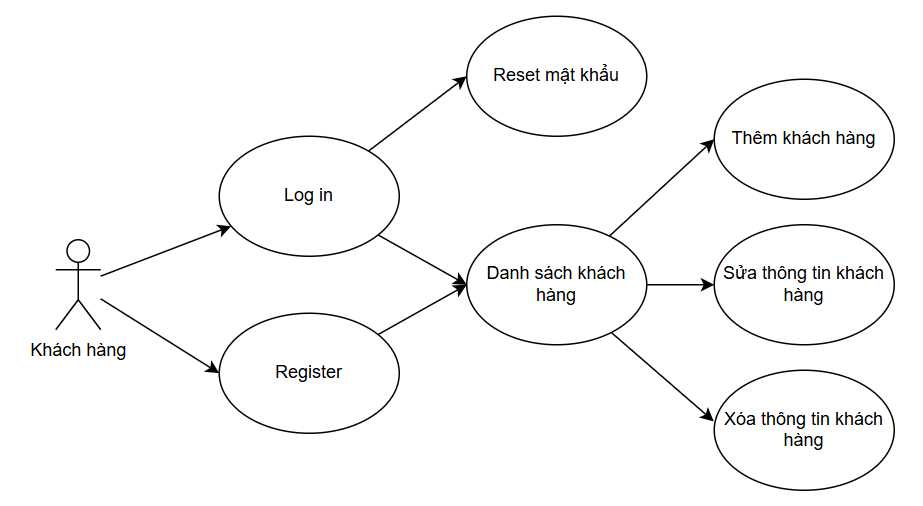 Reset mật khẩu
Thêm khách hàng
Log in
Danh sách khách
hàng
Sửa thông tin khách
hàng
Khách hàng
Register
Xóa thông tin khách
hàng